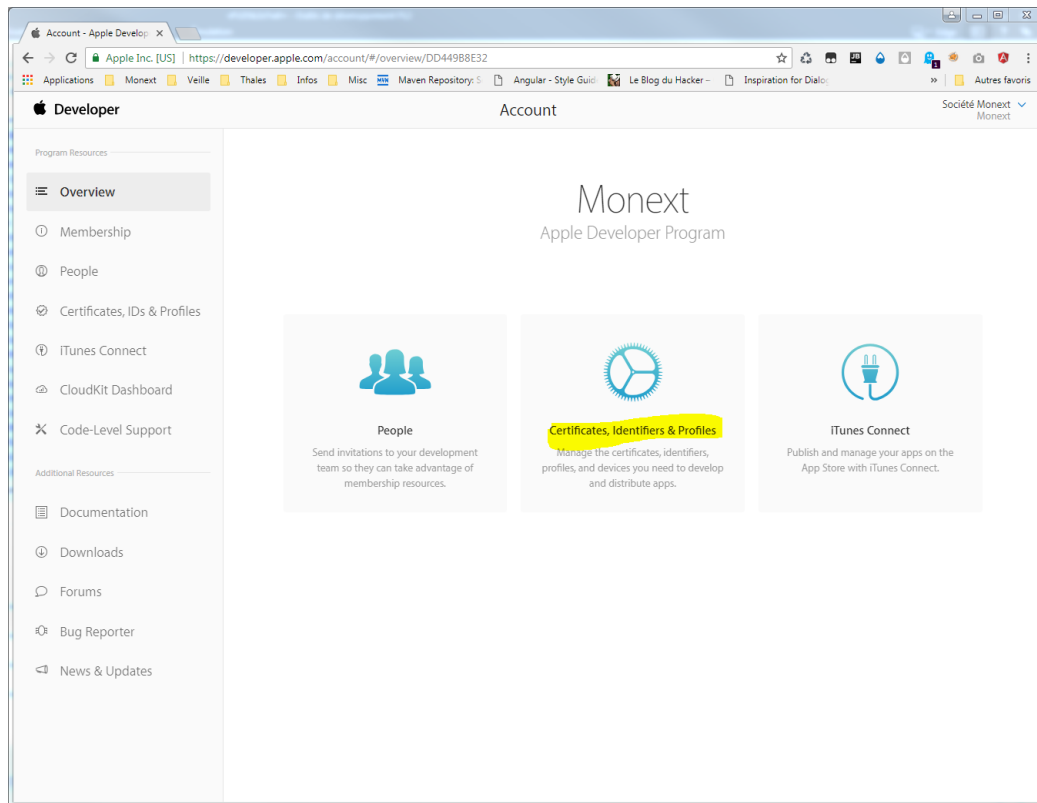 Account - Apple Develop
Apple Inc. [US] https://developer.apple.com/account/#/overview/DD449B8E32
Applications Monext Veille Thales Infos Misc Maven Repository: S Angular - Style Guid Le Blog du Hacker - Inspiration for Dialog » Autres favoris
Developer
Account
Société Monext
Monext
Program Resources
Overview
Membership
People
Certificates, IDs & Profiles
iTunes Connect
CloudKit Dashboard
Code-Level Support
Additional Resources
Documentation
Downloads
Forums
Bug Reporter
News & Updates
Monext
Apple Developer Program
People
Send invitations to your development
team so they can take advantage of
membership resources.
Certificates, Identifiers & Profiles
Manage the certificates, identifiers,
profiles, and devices you need to develop
and distribute apps.
iTunes Connect
Publish and manage your apps on the
App Store with iTunes Connect.